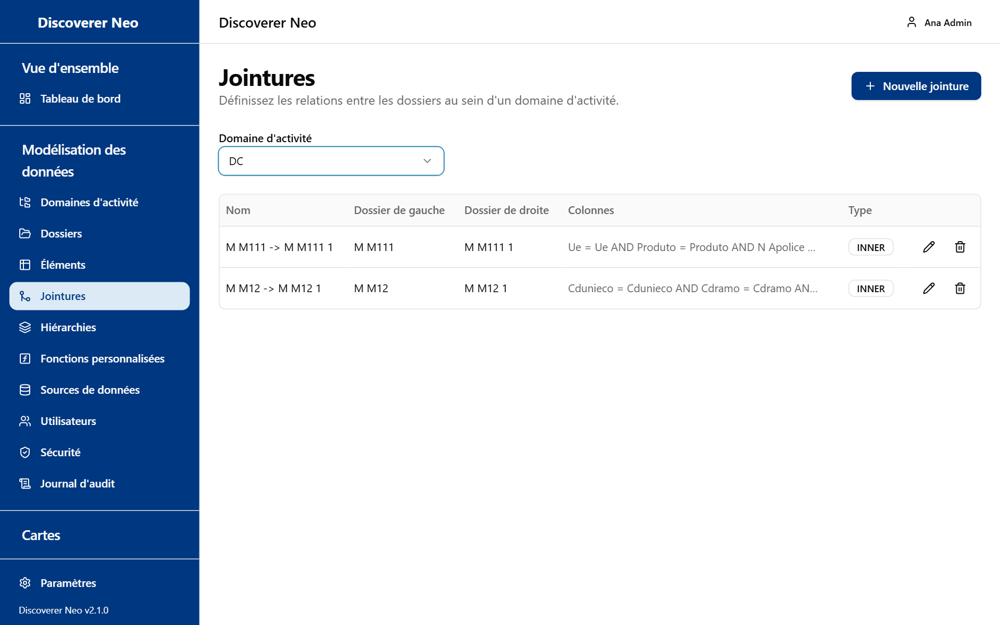 Discoverer Neo
Discoverer Neo
Ana Admin
Vue d'ensemble
Tableau de bord
Modélisation des
données
Domaines d'activité
Dossiers
Éléments
Jointures
Hiérarchies
Fonctions personnalisées
Sources de données
Utilisateurs
Sécurité
Journal d'audit
Cartes
Paramètres
Discoverer Neo v2.1.0
Jointures
Définissez les relations entre les dossiers au sein d'un domaine d'activité.
Nouvelle jointure
Domaine d'activité
DC
Nom Dossier de gauche Dossier de droite Colonnes Type
M M111 -> M M111 1 M M111 M M111 1 Ue = Ue AND Produto = Produto AND N Apolice ... INNER
M M12 -> M M12 1 M M12 M M12 1 Cdunieco = Cdunieco AND Cdramo = Cdramo AN... INNER